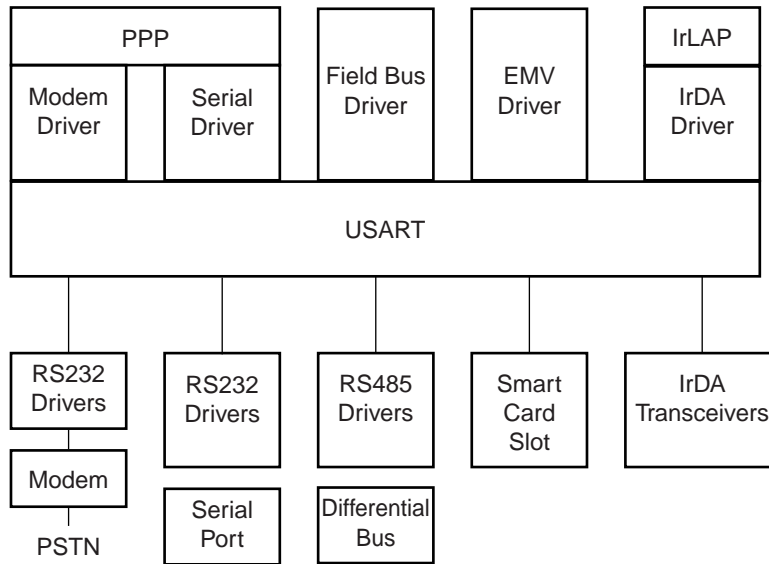 PPP
IrLAP
Modem
Driver
Serial
Driver
Field Bus
Driver
EMV
Driver
IrDA
Driver
USART
RS232
Drivers
RS232
Drivers
RS485
Drivers
Smart
Card
Slot
IrDA
Transceivers
Modem
Serial
Port
Differential
Bus
PSTN